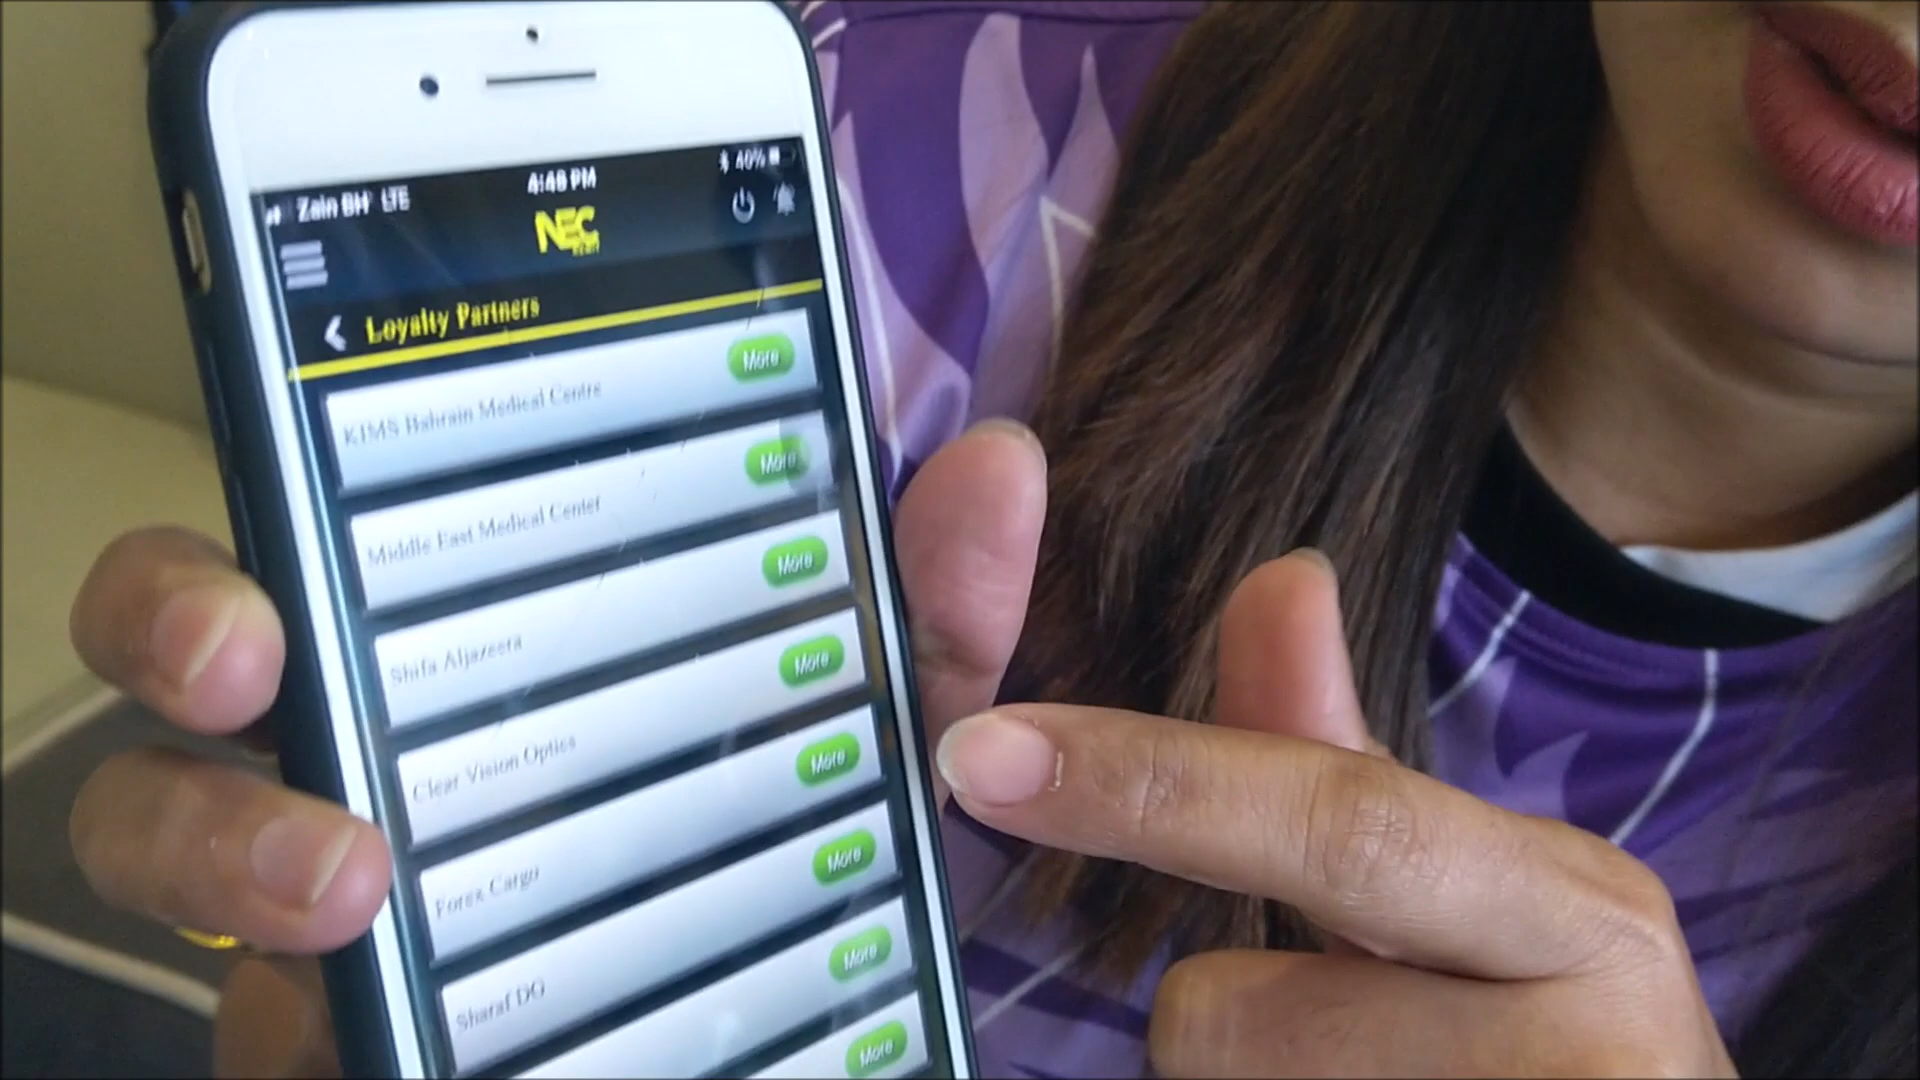 Zain BH LTE
4:48 PM
40%
NEC
Loyalty Partners
KIMS Bahrain Medical Centre
More
Middle East Medical Center
More
Shifa Aljazeera
More
Clear Vision Optics
More
Forex Cargo
More
Sharaf DG
More
More
More